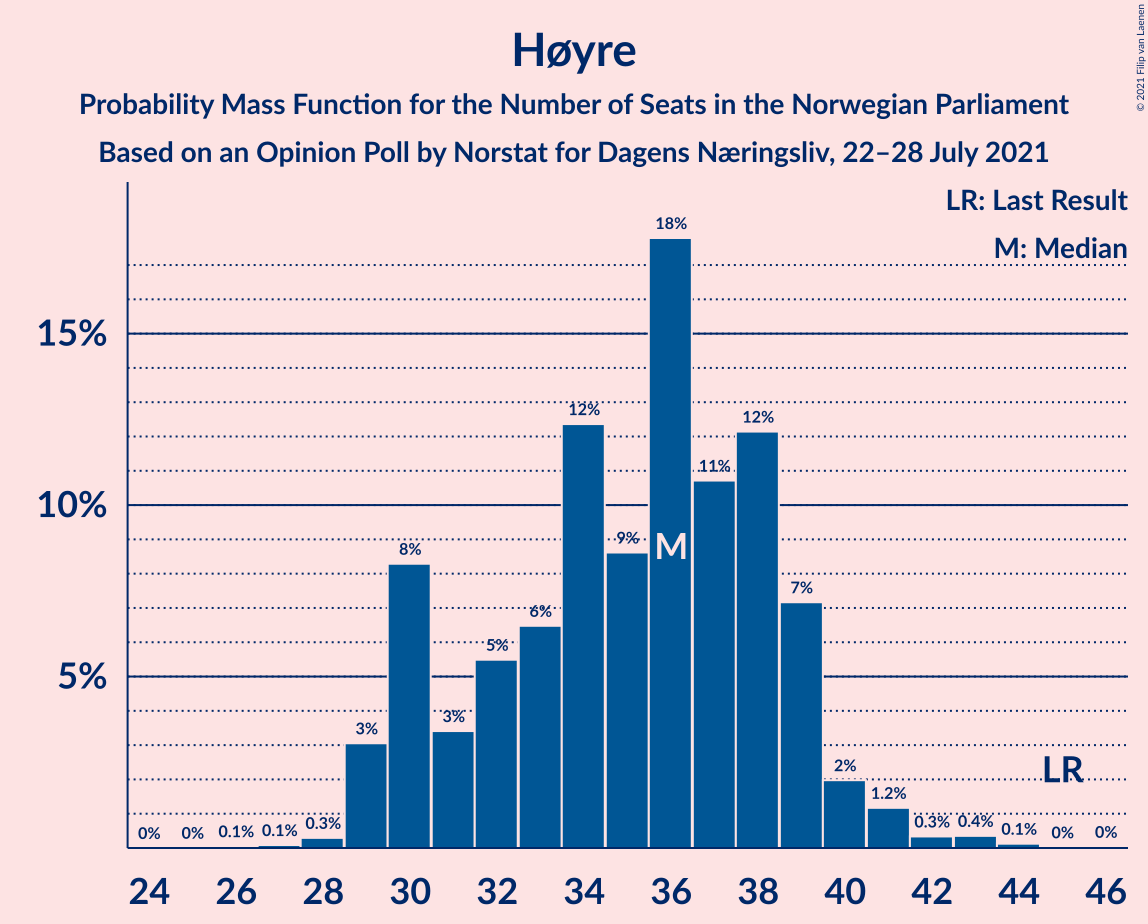 Høyre
Probability Mass Function for the Number of Seats in the Norwegian Parliament
Based on an Opinion Poll by Norstat for Dagens Næringsliv, 22–28 July 2021
© 2021 Filip van Laenen
LR: Last Result
M: Median
15%
10%
5%
0%
0%
0.1%
0.1%
0.3%
3%
8%
3%
5%
6%
12%
9%
18%
11%
12%
7%
2%
1.2%
0.3%
0.4%
0.1%
0%
0%
M
LR
24 26 28 30 32 34 36 38 40 42 44 46